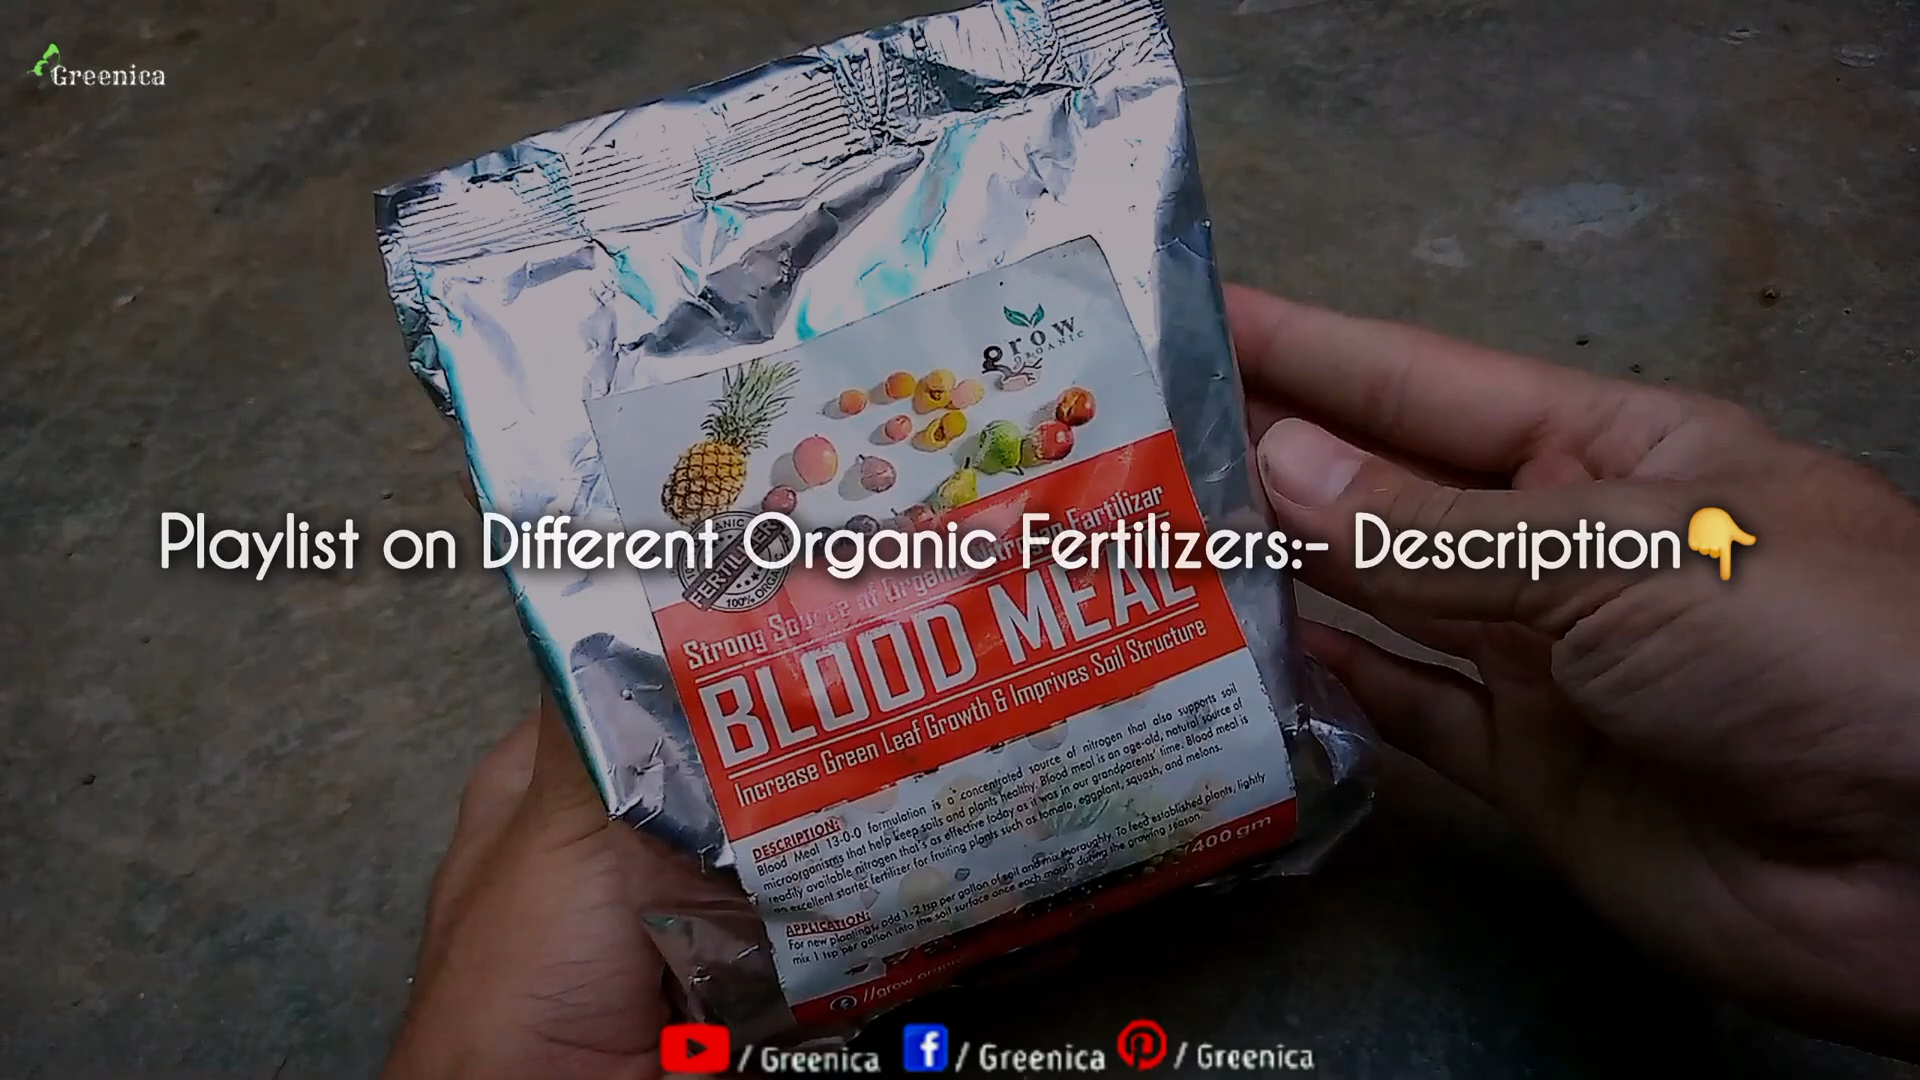 Greenica
grow
ORGANIC
Playlist on Different Organic Fertilizers:- Description👇
FERTILIZER
100% ORGANIC
Strong Source of Organic Nitrogen Fartilizar
BLOOD MEAL
Increase Green Leaf Growth & Imprives Soil Structure
DESCRIPTION:
Blood Meal 13-0-0 formulation is a concentrated source of nitrogen that also supports soil
microorganisms that help keep soils and plants healthy. Blood meal is an age-old, natural source of
readily available nitrogen that's as effective today as it was in our grandparents' time. Blood meal is
an excellent starter fertilizer for fruiting plants such as tomato, eggplant, squash, and melons.
APPLICATION:
For new plantings, add 1-2 tsp per gallon of soil and mix thoroughly. To feed established plants, lightly
mix 1 tsp per gallon into the soil surface once each month during the growing season.
400 gm
//grow organic
/ Greenica / Greenica / Greenica